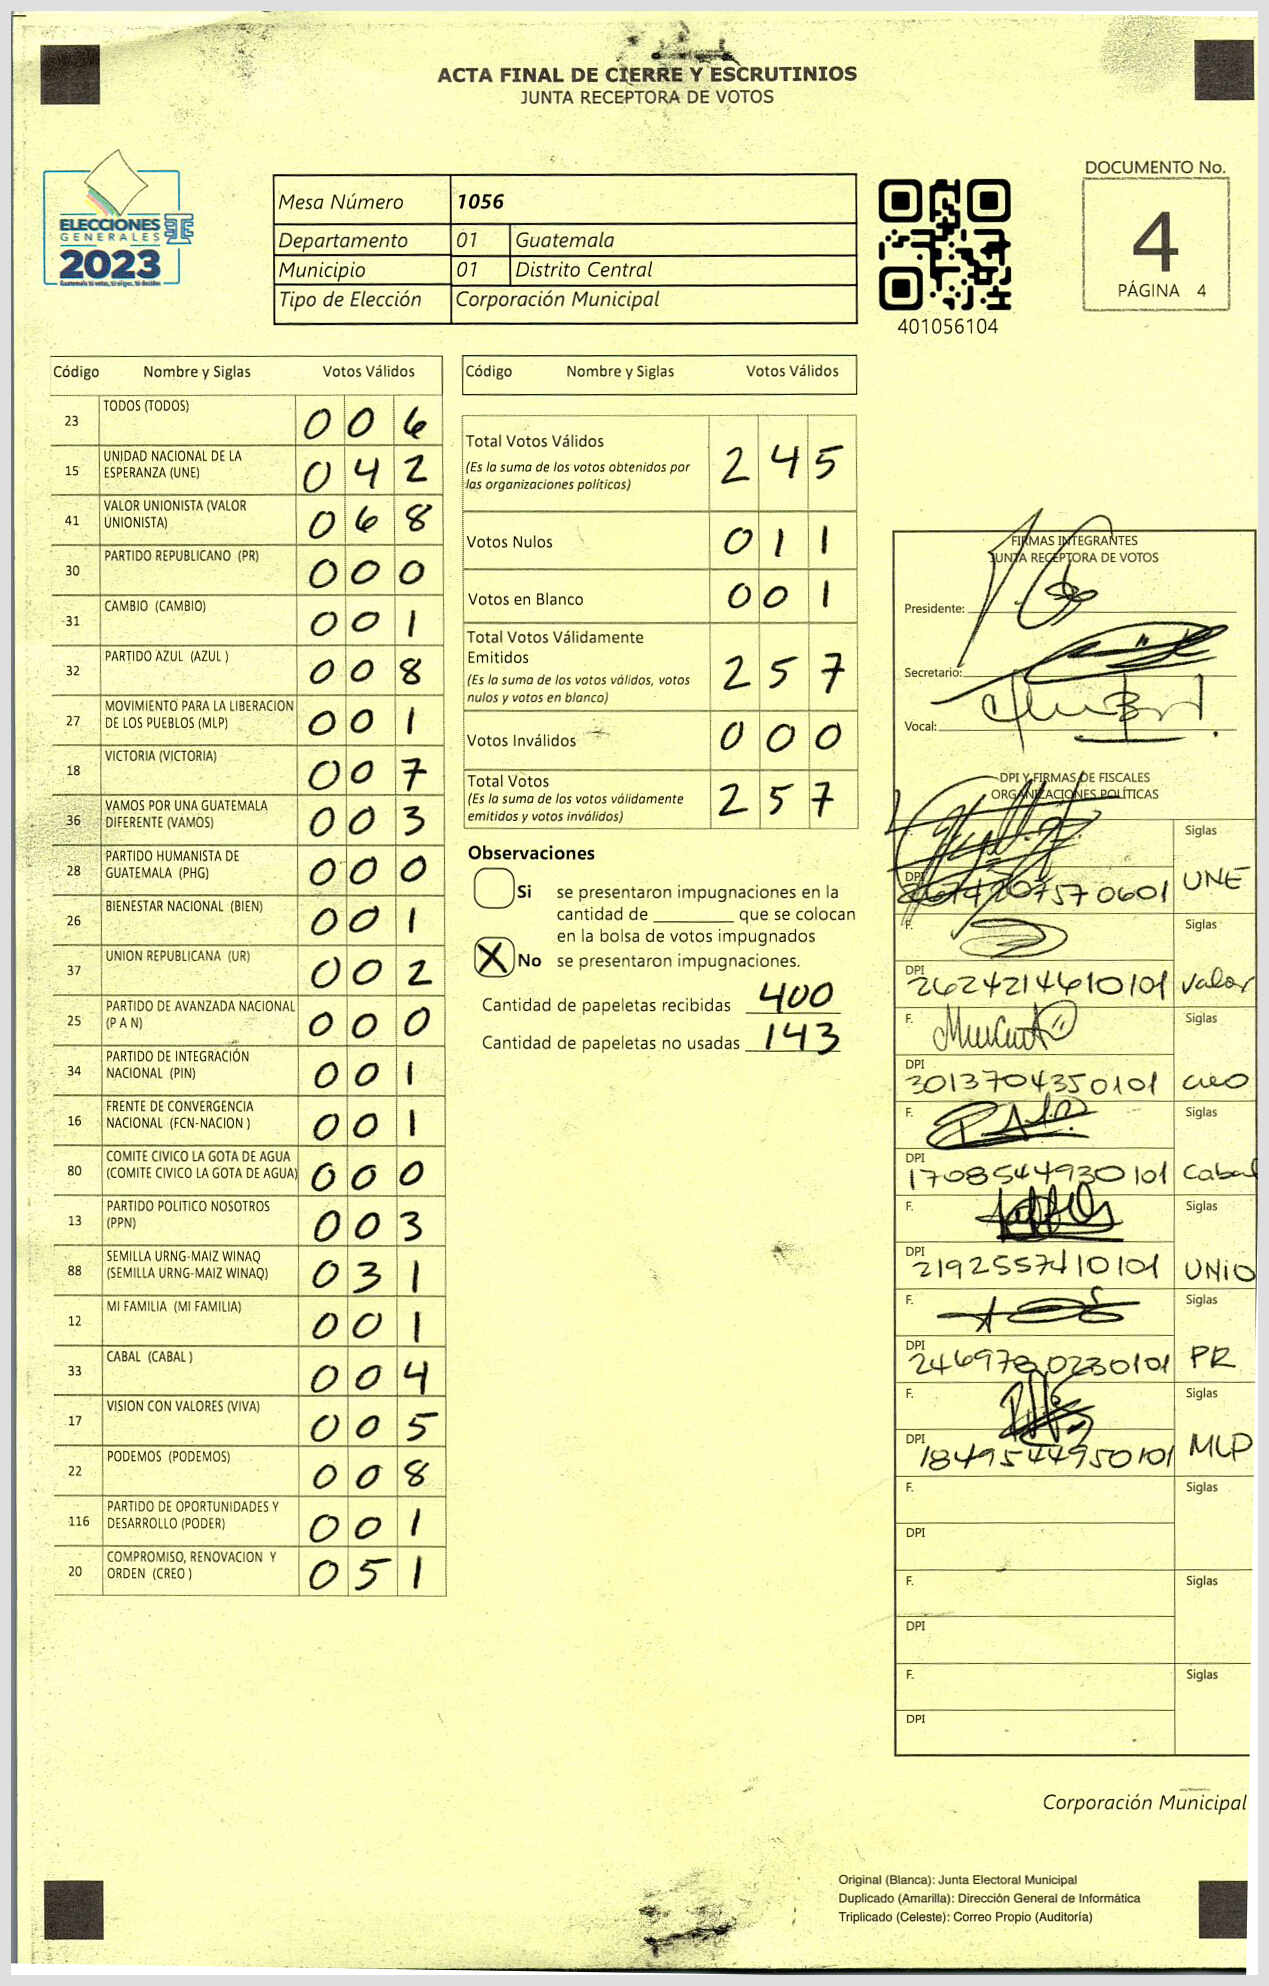 ACTA FINAL DE CIERRE Y ESCRUTINIOS
JUNTA RECEPTORA DE VOTOS
ELECCIONES
GENERALES
2023
Mesa Número 1056
Departamento 01 Guatemala
Municipio 01 Distrito Central
Tipo de Elección Corporación Municipal
401056104
DOCUMENTO No.
4
PÁGINA 4
Código Nombre y Siglas Votos Válidos
23 TODOS (TODOS) 0 0 6
15 UNIDAD NACIONAL DE LA ESPERANZA (UNE) 0 4 2
41 VALOR UNIONISTA (VALOR UNIONISTA) 0 6 8
30 PARTIDO REPUBLICANO (PR) 0 0 0
31 CAMBIO (CAMBIO) 0 0 1
32 PARTIDO AZUL (AZUL ) 0 0 8
27 MOVIMIENTO PARA LA LIBERACION DE LOS PUEBLOS (MLP) 0 0 1
18 VICTORIA (VICTORIA) 0 0 7
36 VAMOS POR UNA GUATEMALA DIFERENTE (VAMOS) 0 0 3
28 PARTIDO HUMANISTA DE GUATEMALA (PHG) 0 0 0
26 BIENESTAR NACIONAL (BIEN) 0 0 1
37 UNION REPUBLICANA (UR) 0 0 2
25 PARTIDO DE AVANZADA NACIONAL (P A N) 0 0 0
34 PARTIDO DE INTEGRACIÓN NACIONAL (PIN) 0 0 1
16 FRENTE DE CONVERGENCIA NACIONAL (FCN-NACION ) 0 0 1
80 COMITE CIVICO LA GOTA DE AGUA (COMITE CIVICO LA GOTA DE AGUA) 0 0 0
13 PARTIDO POLITICO NOSOTROS (PPN) 0 0 3
88 SEMILLA URNG-MAIZ WINAQ (SEMILLA URNG-MAIZ WINAQ) 0 3 1
12 MI FAMILIA (MI FAMILIA) 0 0 1
33 CABAL (CABAL ) 0 0 4
17 VISION CON VALORES (VIVA) 0 0 5
22 PODEMOS (PODEMOS) 0 0 8
116 PARTIDO DE OPORTUNIDADES Y DESARROLLO (PODER) 0 0 1
20 COMPROMISO, RENOVACION Y ORDEN (CREO ) 0 5 1
Código Nombre y Siglas Votos Válidos
Total Votos Válidos 2 4 5
(Es la suma de los votos obtenidos por
las organizaciones políticas)
Votos Nulos 0 1 1
Votos en Blanco 0 0 1
Total Votos Válidamente
Emitidos 2 5 7
(Es la suma de los votos válidos, votos
nulos y votos en blanco)
Votos Inválidos 0 0 0
Total Votos 2 5 7
(Es la suma de los votos válidamente
emitidos y votos inválidos)
Observaciones
Si se presentaron impugnaciones en la
cantidad de ________ que se colocan
en la bolsa de votos impugnados
X No se presentaron impugnaciones.
Cantidad de papeletas recibidas 400
Cantidad de papeletas no usadas 143
FIRMAS INTEGRANTES
JUNTA RECEPTORA DE VOTOS
Presidente:
Secretario:
Vocal:
DPI Y FIRMAS DE FISCALES
ORGANIZACIONES POLÍTICAS
Siglas
DPI UNE
F. Siglas
DPI 2624214610101 Valor
F. Siglas
DPI 3013704350101 creo
F. Siglas
DPI 1708544930101 Cabal
F. Siglas
DPI 2192557410101 UNIO
F. Siglas
DPI 2469780230101 PR
F. Siglas
DPI 1849544950101 MLP
F. Siglas
DPI
F. Siglas
DPI
F. Siglas
DPI
Corporación Municipal
Original (Blanca): Junta Electoral Municipal
Duplicado (Amarilla): Dirección General de Informática
Triplicado (Celeste): Correo Propio (Auditoría)